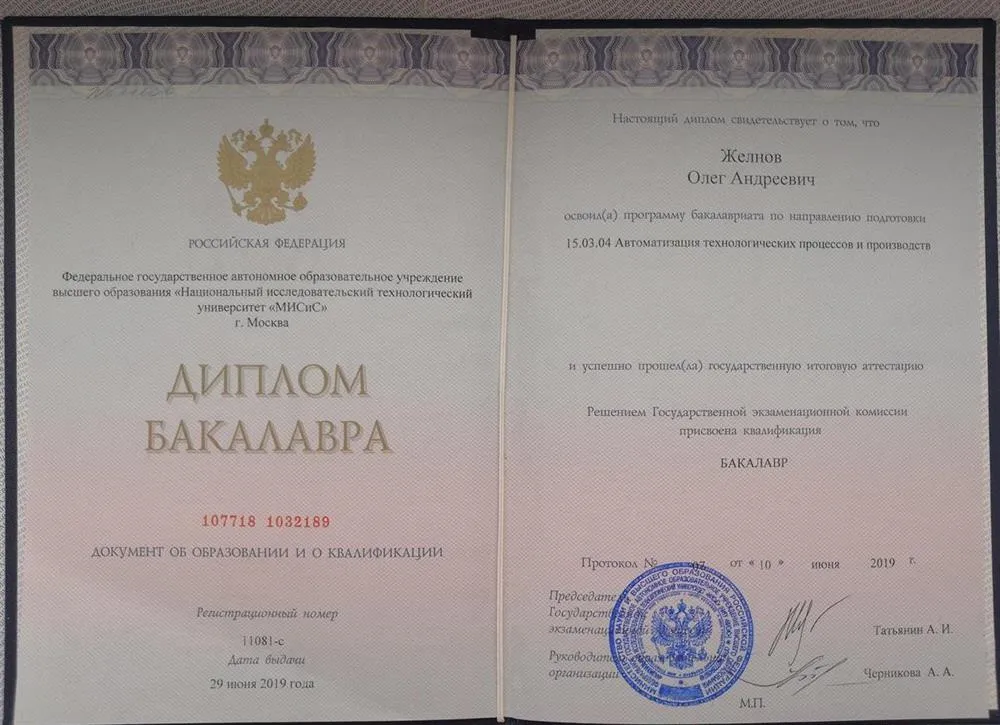 РОССИЙСКАЯ ФЕДЕРАЦИЯ
Федеральное государственное автономное образовательное учреждение
высшего образования «Национальный исследовательский технологический
университет «МИСиС»
г. Москва
ДИПЛОМ
БАКАЛАВРА
107718 1032189
ДОКУМЕНТ ОБ ОБРАЗОВАНИИ И О КВАЛИФИКАЦИИ
Регистрационный номер
11081-с
Дата выдачи
29 июня 2019 года
Настоящий диплом свидетельствует о том, что
Желнов
Олег Андреевич
освоил(а) программу бакалавриата по направлению подготовки
15.03.04 Автоматизация технологических процессов и производств
и успешно прошел(ла) государственную итоговую аттестацию
Решением Государственной экзаменационной комиссии
присвоена квалификация
БАКАЛАВР
Протокол № 07 от « 10 » июня 2019 г.
Председатель
Татьянин А. И.
Черникова А. А.
организации
М.П.